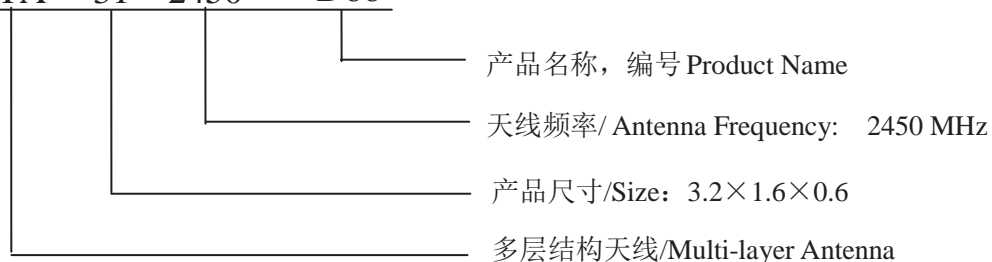 产品名称，编号 Product Name
天线频率/ Antenna Frequency: 2450 MHz
产品尺寸/Size：3.2×1.6×0.6
多层结构天线/Multi-layer Antenna